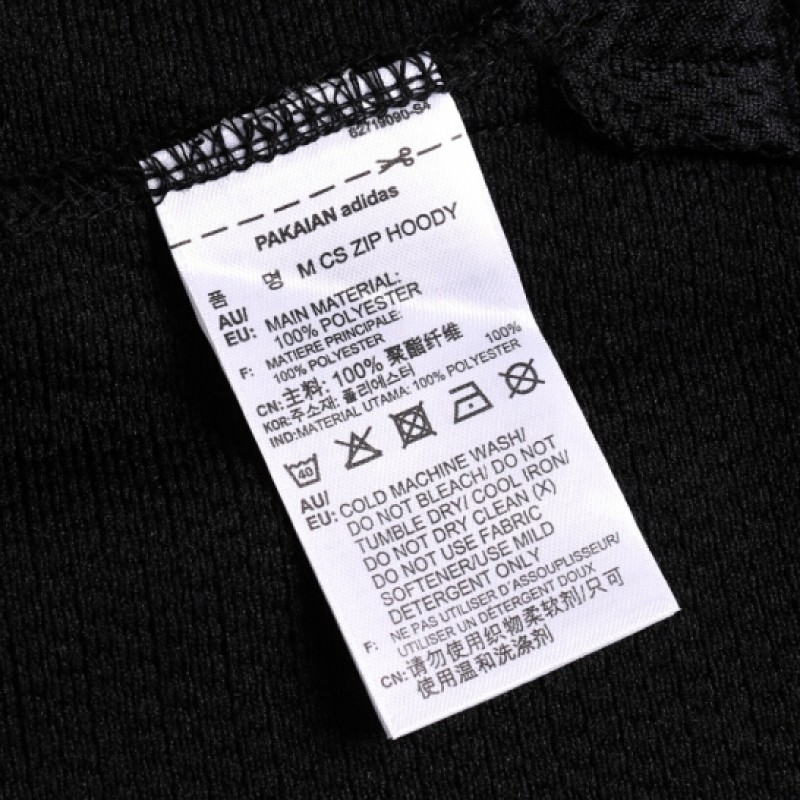 62719090-S4
PAKAIAN adidas
품 명 M CS ZIP HOODY
AU/
EU: MAIN MATERIAL:
100% POLYESTER
F: MATIERE PRINCIPALE:
100% POLYESTER
CN:主料: 100% 聚酯纤维
KOR:주소재: 폴리에스터 100%
IND:MATERIAL UTAMA: 100% POLYESTER
40
AU/
EU: COLD MACHINE WASH/
DO NOT BLEACH/ DO NOT
TUMBLE DRY/ COOL IRON/
DO NOT DRY CLEAN (X)
DO NOT USE FABRIC
SOFTENER/USE MILD
DETERGENT ONLY
F: NE PAS UTILISER D'ASSOUPLISSEUR/
UTILISER UN DETERGENT DOUX
CN:请勿使用织物柔软剂/只可
使用温和洗涤剂